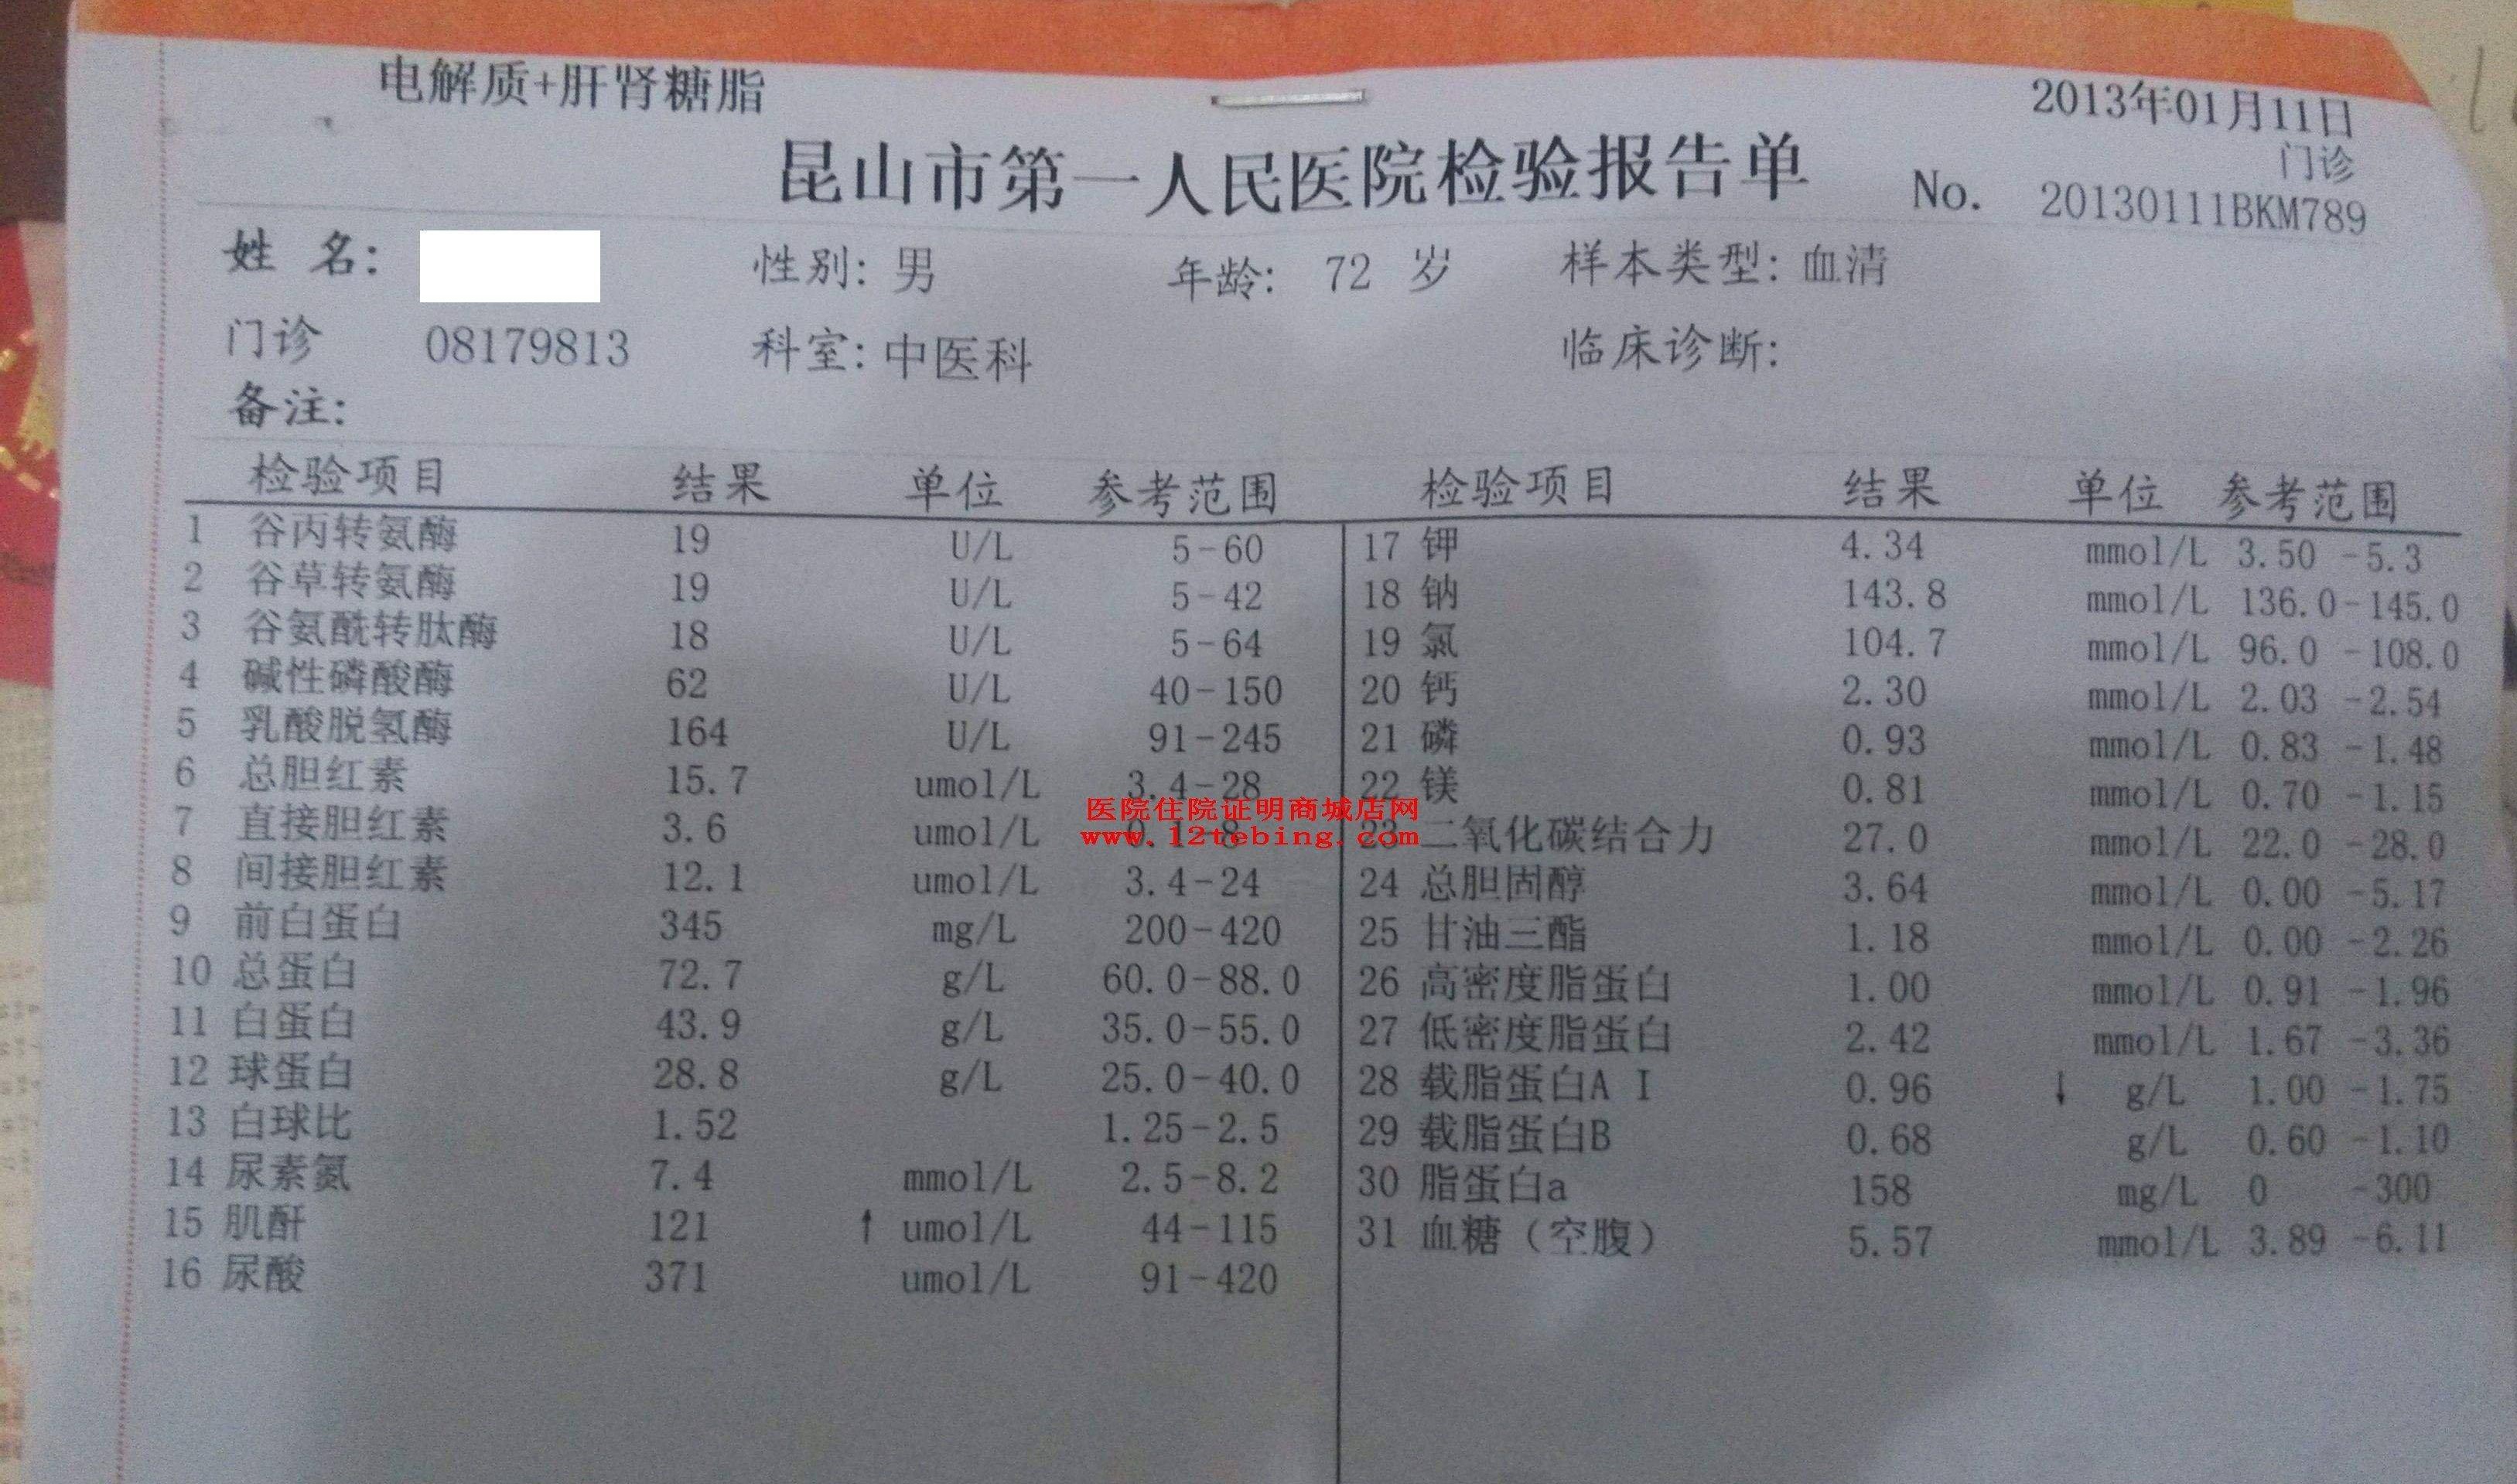 电解质+肝肾糖脂
2013年01月11日
门诊
昆山市第一人民医院检验报告单
No. 20130111BKM789
姓 名: 性别: 男 年龄: 72 岁 样本类型: 血清
门诊 08179813 科室: 中医科 临床诊断:
备注:
检验项目 结果 单位 参考范围 检验项目 结果 单位 参考范围
1 谷丙转氨酶 19 U/L 5-60 17 钾 4.34 mmol/L 3.50 -5.3
2 谷草转氨酶 19 U/L 5-42 18 钠 143.8 mmol/L 136.0-145.0
3 谷氨酰转肽酶 18 U/L 5-64 19 氯 104.7 mmol/L 96.0 -108.0
4 碱性磷酸酶 62 U/L 40-150 20 钙 2.30 mmol/L 2.03 -2.54
5 乳酸脱氢酶 164 U/L 91-245 21 磷 0.93 mmol/L 0.83 -1.48
6 总胆红素 15.7 umol/L 3.4-28 22 镁 0.81 mmol/L 0.70 -1.15
医院住院证明商城店网
www.12tebing.com
7 直接胆红素 3.6 umol/L 0.1-8 23 二氧化碳结合力 27.0 mmol/L 22.0 -28.0
8 间接胆红素 12.1 umol/L 3.4-24 24 总胆固醇 3.64 mmol/L 0.00 -5.17
9 前白蛋白 345 mg/L 200-420 25 甘油三酯 1.18 mmol/L 0.00 -2.26
10 总蛋白 72.7 g/L 60.0-88.0 26 高密度脂蛋白 1.00 mmol/L 0.91 -1.96
11 白蛋白 43.9 g/L 35.0-55.0 27 低密度脂蛋白 2.42 mmol/L 1.67 -3.36
12 球蛋白 28.8 g/L 25.0-40.0 28 载脂蛋白A I 0.96 ↓ g/L 1.00 -1.75
13 白球比 1.52 1.25-2.5 29 载脂蛋白B 0.68 g/L 0.60 -1.10
14 尿素氮 7.4 mmol/L 2.5-8.2 30 脂蛋白a 158 mg/L 0 -300
15 肌酐 121 ↑ umol/L 44-115 31 血糖（空腹） 5.57 mmol/L 3.89 -6.11
16 尿酸 371 umol/L 91-420